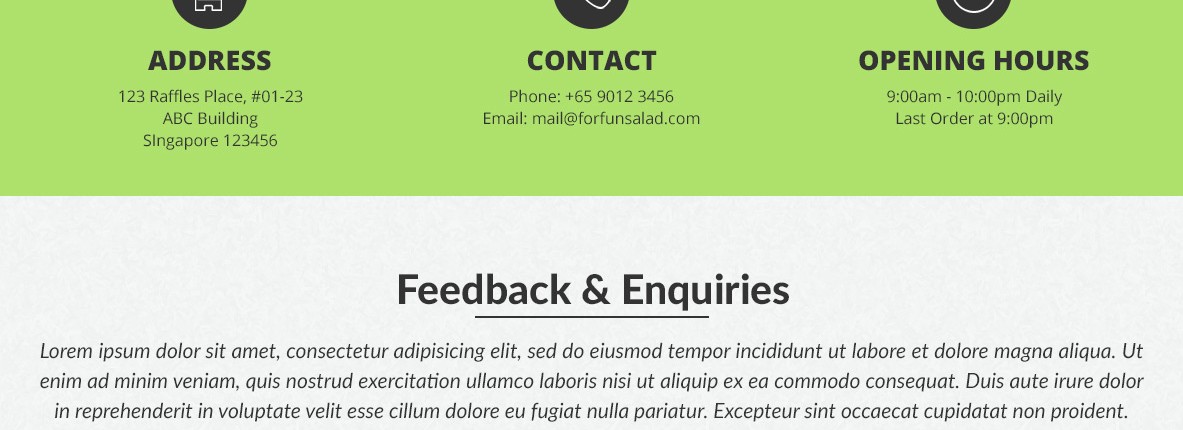 ADDRESS
123 Raffles Place, #01-23
ABC Building
SIngapore 123456
CONTACT
Phone: +65 9012 3456
Email: mail@forfunsalad.com
OPENING HOURS
9:00am - 10:00pm Daily
Last Order at 9:00pm
Feedback & Enquiries
Lorem ipsum dolor sit amet, consectetur adipisicing elit, sed do eiusmod tempor incididunt ut labore et dolore magna aliqua. Ut
enim ad minim veniam, quis nostrud exercitation ullamco laboris nisi ut aliquip ex ea commodo consequat. Duis aute irure dolor
in reprehenderit in voluptate velit esse cillum dolore eu fugiat nulla pariatur. Excepteur sint occaecat cupidatat non proident.